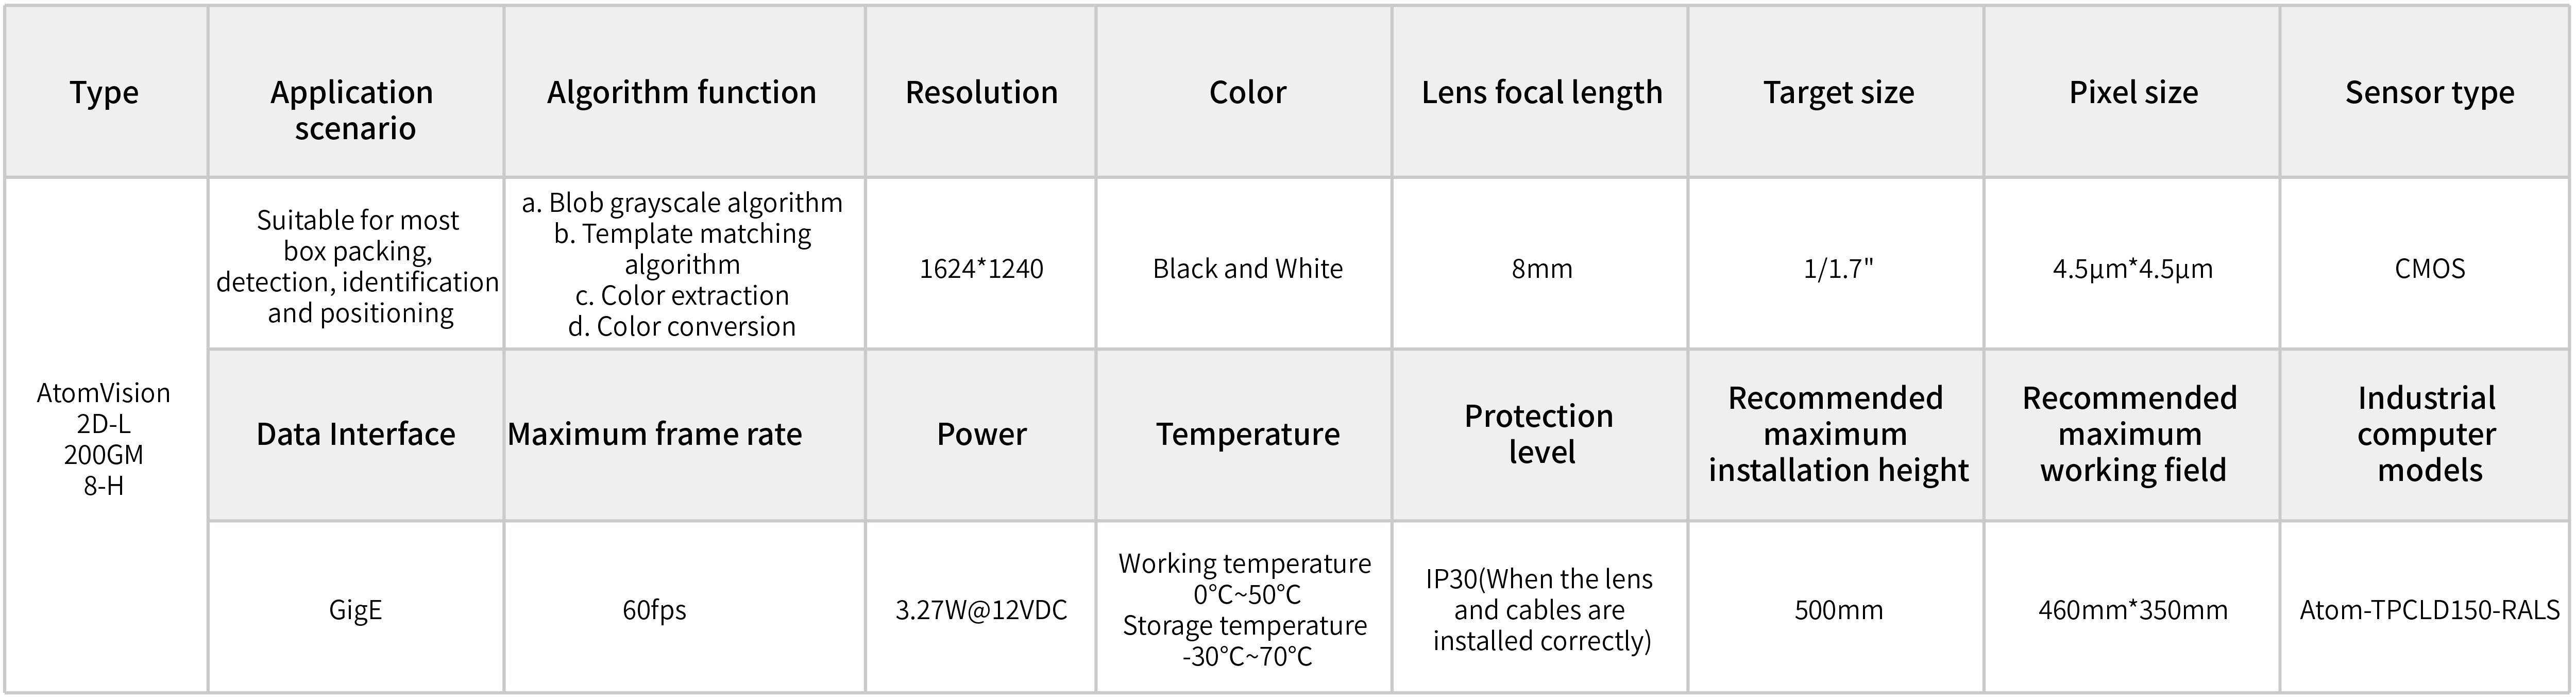 Type
Application
scenario
Algorithm function
Resolution
Color
Lens focal length
Target size
Pixel size
Sensor type
AtomVision
2D-L
200GM
8-H
Suitable for most
box packing,
detection, identification
and positioning
a. Blob grayscale algorithm
b. Template matching
algorithm
c. Color extraction
d. Color conversion
1624*1240
Black and White
8mm
1/1.7"
4.5μm*4.5μm
CMOS
Data Interface
Maximum frame rate
Power
Temperature
Protection
level
Recommended
maximum
installation height
Recommended
maximum
working field
Industrial
computer
models
GigE
60fps
3.27W@12VDC
Working temperature
0°C~50°C
Storage temperature
-30°C~70°C
IP30(When the lens
and cables are
installed correctly)
500mm
460mm*350mm
Atom-TPCLD150-RALS